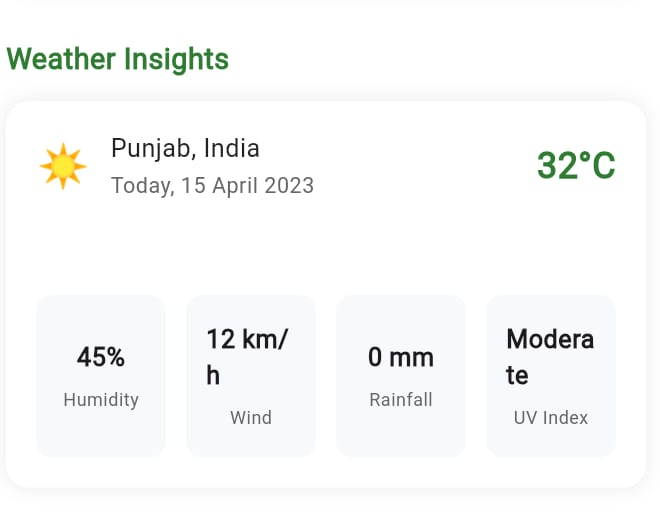 Weather Insights
Punjab, India
Today, 15 April 2023
32°C
45%
Humidity
12 km/
h
Wind
0 mm
Rainfall
Modera
te
UV Index